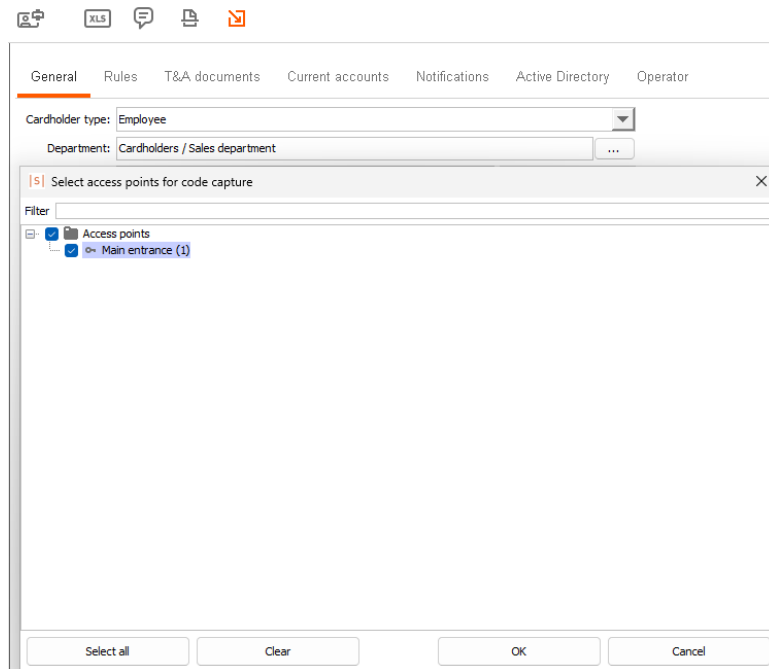 XLS
General Rules T&A documents Current accounts Notifications Active Directory Operator
Cardholder type: Employee
Department: Cardholders / Sales department ...
|S| Select access points for code capture
Filter
Access points
Main entrance (1)
Select all Clear OK Cancel